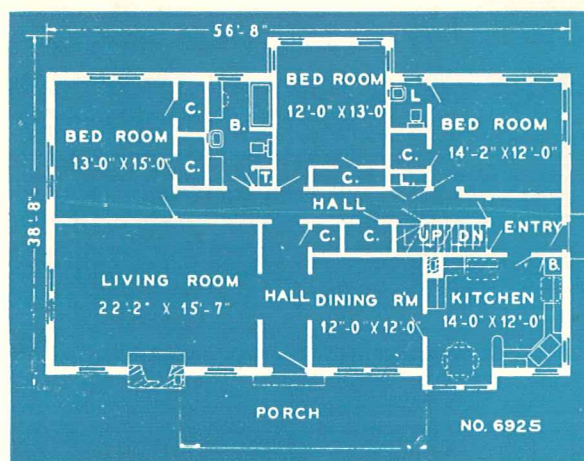 56'-8"
38'-8"
BED ROOM
13'-0" X 15'-0"
C.
C.
B.
T.
BED ROOM
12'-0" X 13'-0"
C.
L
C.
L.
BED ROOM
14'-2" X 12'-0"
HALL
C.
C.
UP
DN.
ENTRY
LIVING ROOM
22'-2" X 15'-7"
HALL
DINING R'M
12'-0" X 12'-0"
KITCHEN
14'-0" X 12'-0"
B.
PORCH
NO. 6925